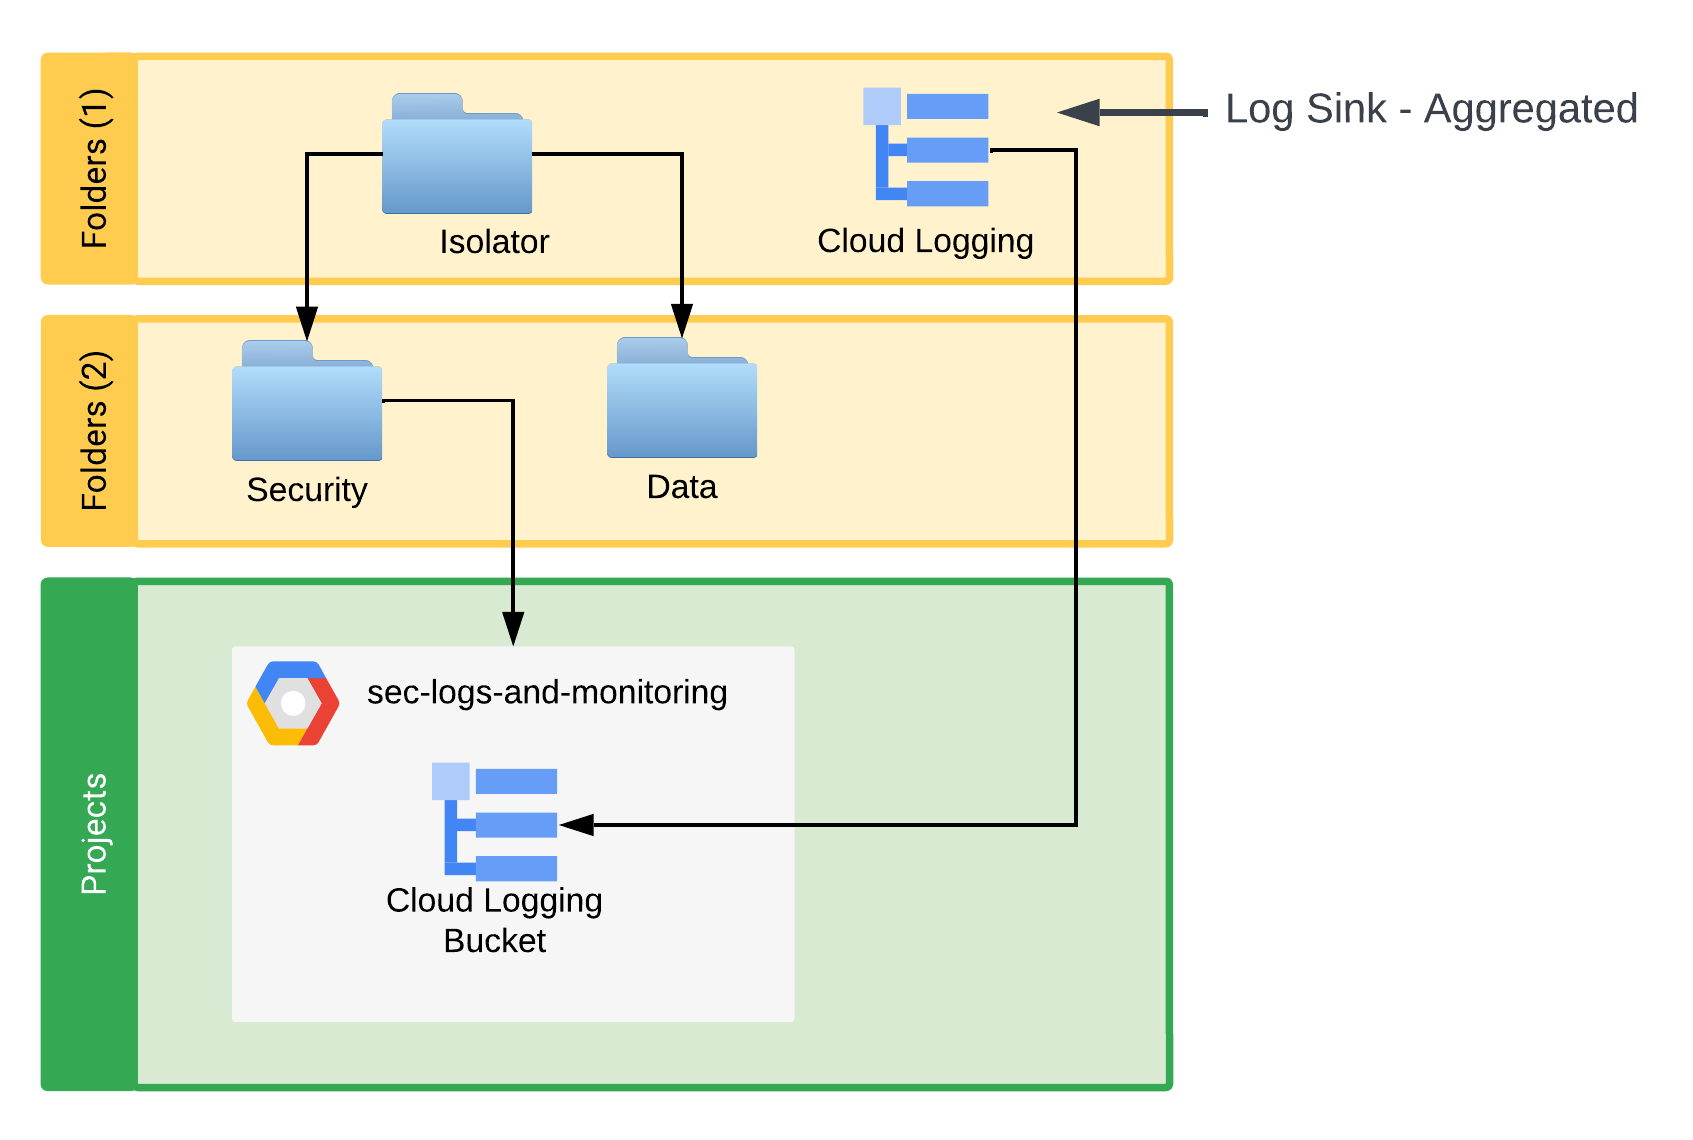 Folders (1)
Isolator
Cloud Logging
Log Sink - Aggregated
Folders (2)
Security
Data
Projects
sec-logs-and-monitoring
Cloud Logging
Bucket